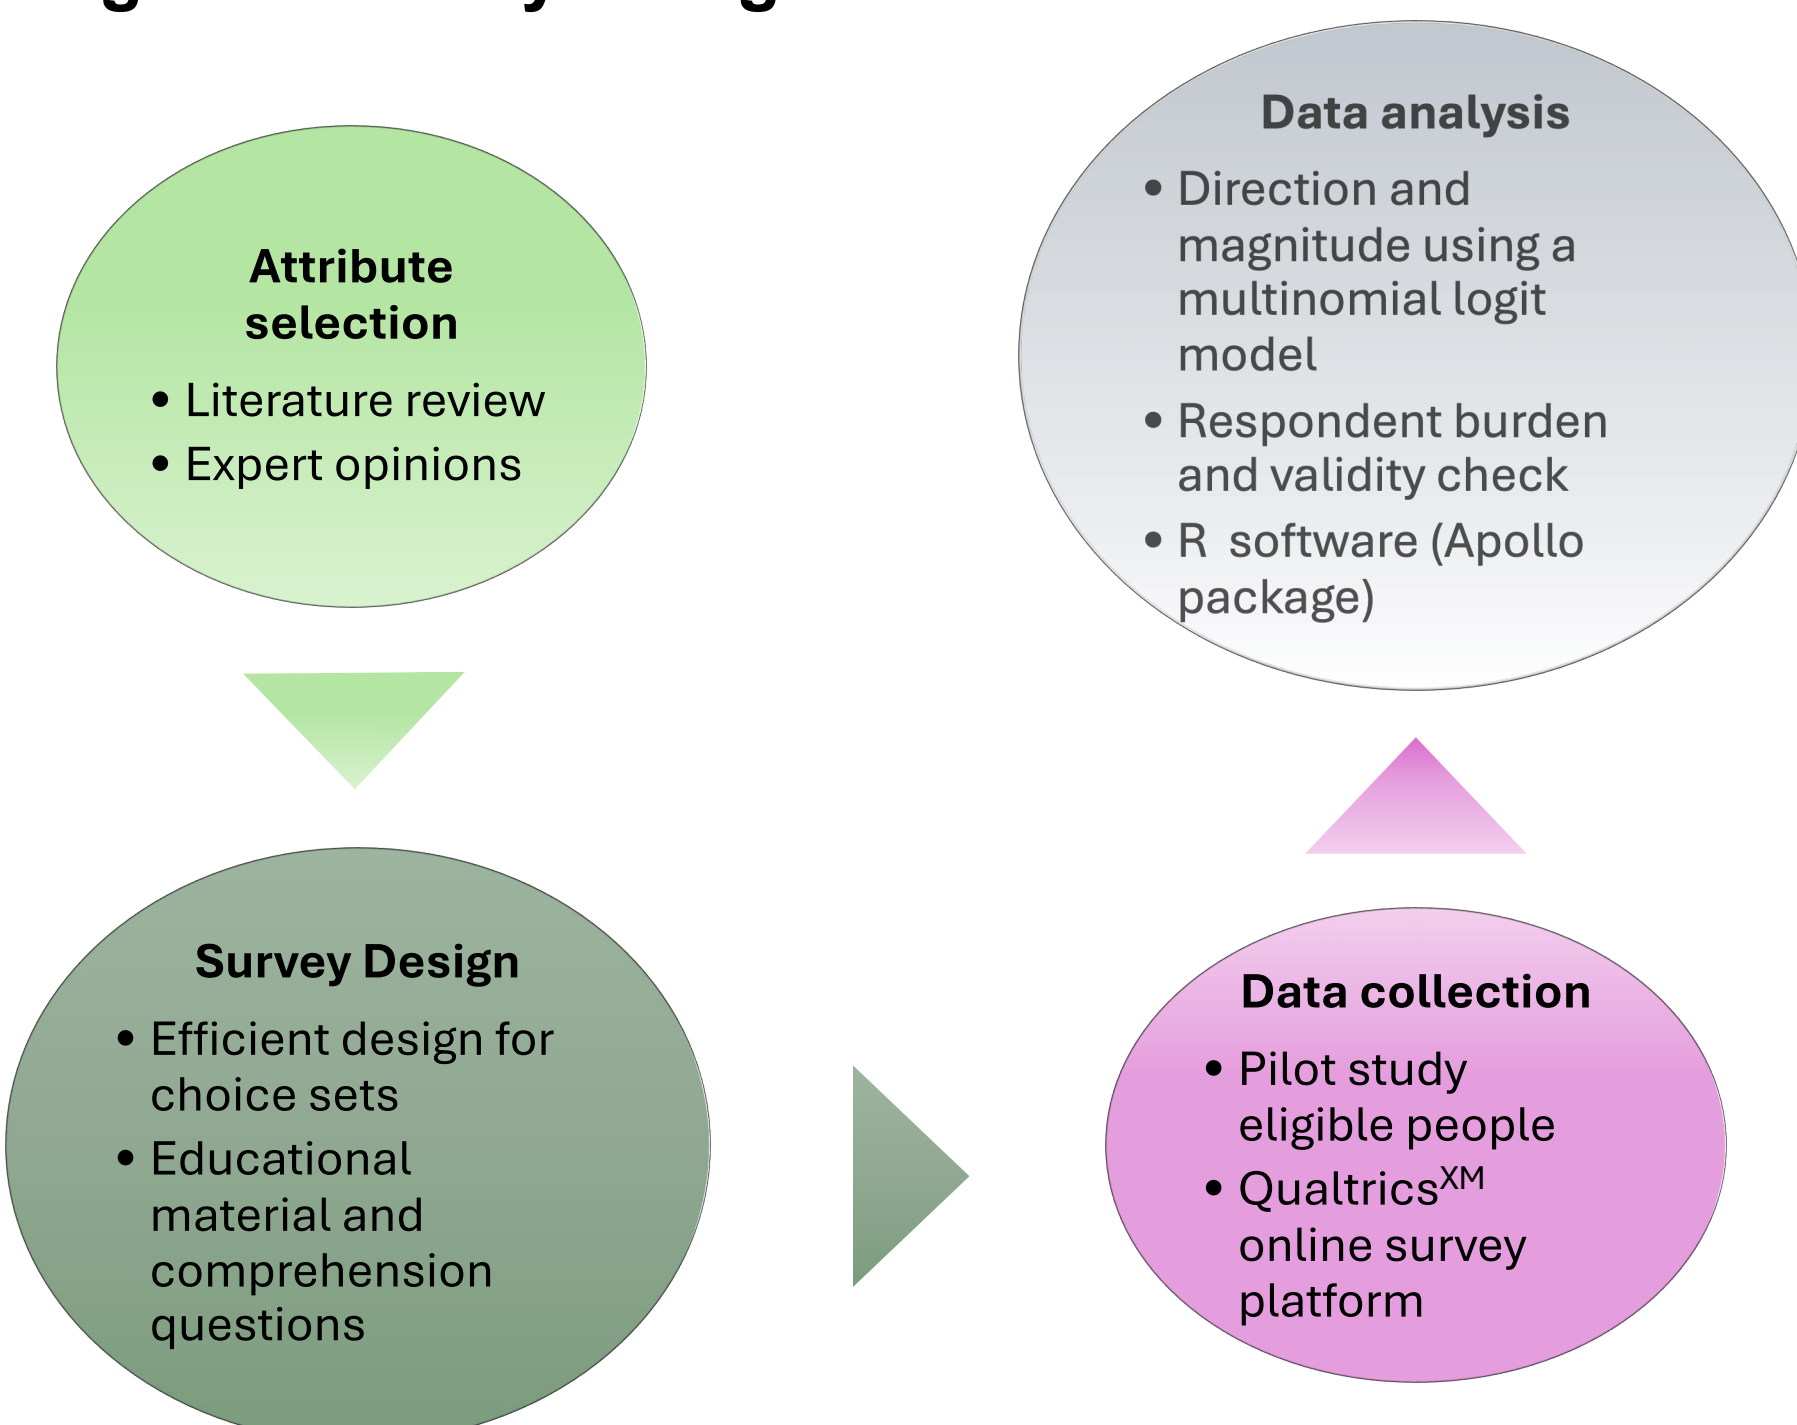 Attribute
selection
• Literature review
• Expert opinions
Survey Design
• Efficient design for
choice sets
• Educational
material and
comprehension
questions
Data collection
• Pilot study
eligible people
• Qualtricsˣᴹ
online survey
platform
Data analysis
• Direction and
magnitude using a
multinomial logit
model
• Respondent burden
and validity check
• R  software (Apollo
package)